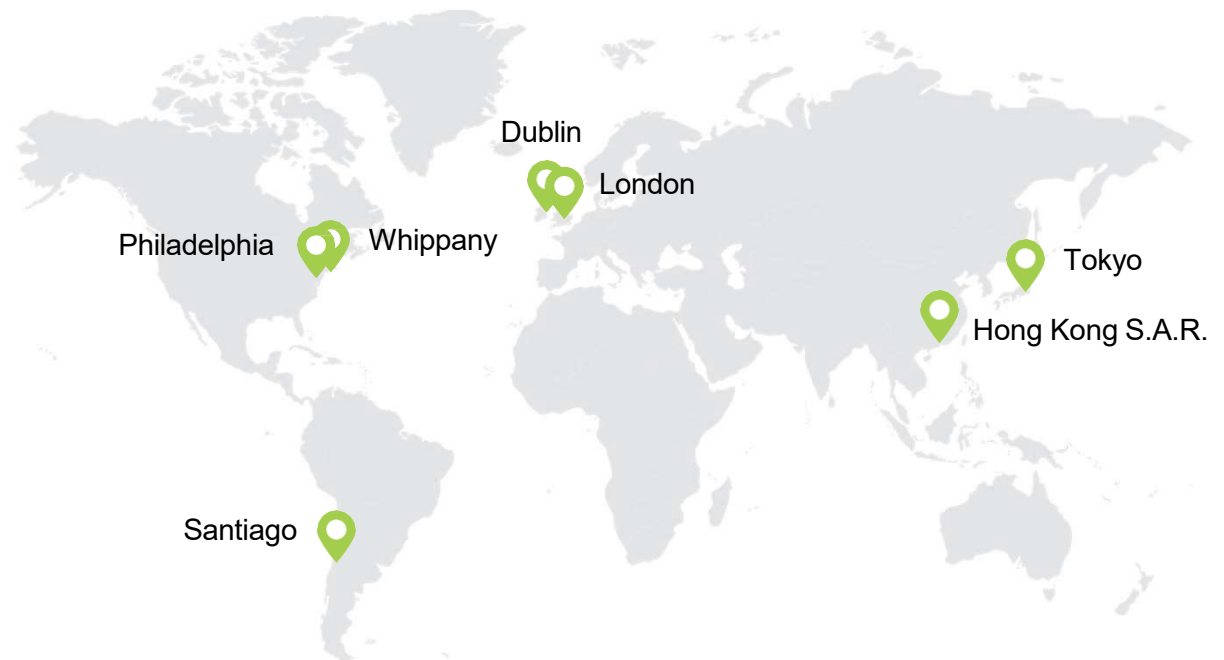 Dublin
London
Philadelphia
Whippany
Tokyo
Hong Kong S.A.R.
Santiago